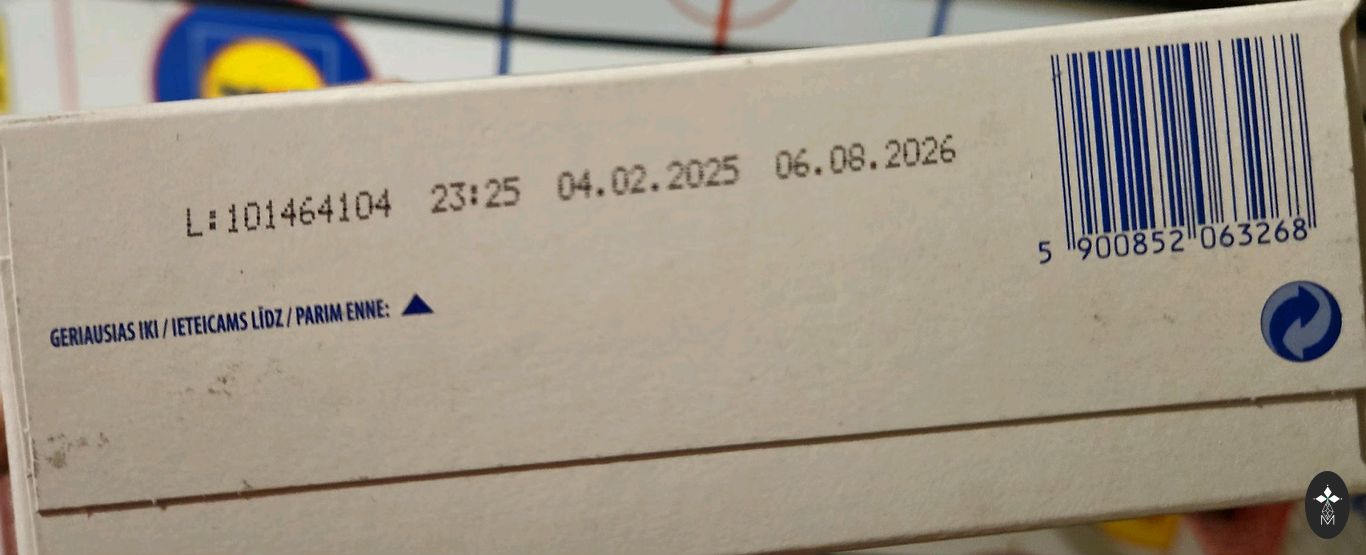 L:101464104 23:25 04.02.2025 06.08.2026
GERIAUSIAS IKI / IETEICAMS LĪDZ / PARIM ENNE:
5 900852 063268
M